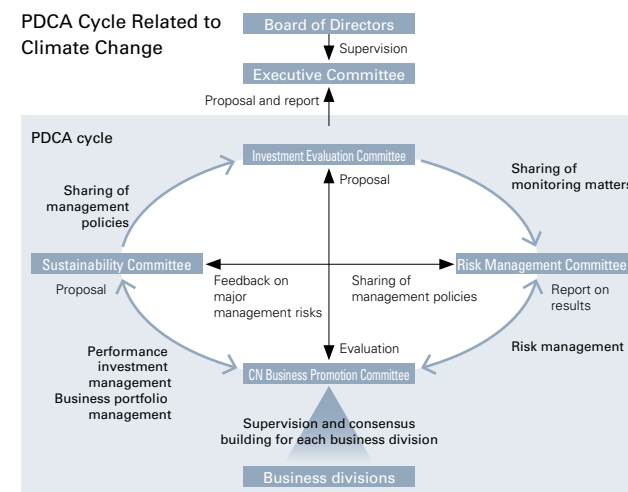 PDCA Cycle Related to
Climate Change
Board of Directors
Supervision
Executive Committee
Proposal and report
PDCA cycle
Investment Evaluation Committee
Proposal
Sharing of
management
policies
Sharing of
monitoring matters
Sustainability Committee
Risk Management Committee
Proposal
Feedback on
major
management risks
Sharing of
management policies
Report on
results
Performance
investment
management
Business portfolio
management
Evaluation
Risk management
CN Business Promotion Committee
Supervision and consensus
building for each business division
Business divisions